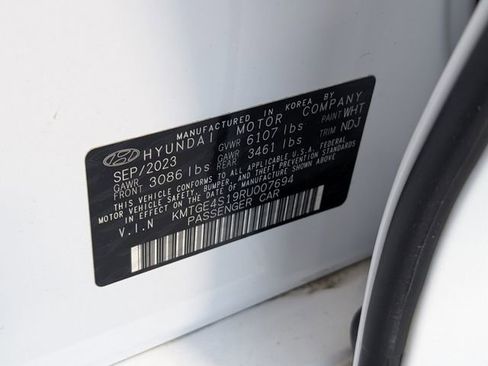 MANUFACTURED IN KOREA BY
HYUNDAI MOTOR COMPANY
SEP/2023 GVWR 6107 lbs PAINT WHT
GAWR FRONT 3086 lbs GAWR REAR 3461 lbs TRIM NDJ
THIS VEHICLE CONFORMS TO ALL APPLICABLE U.S.A. FEDERAL
MOTOR VEHICLE SAFETY, BUMPER, AND THEFT PREVENTION
STANDARDS IN EFFECT ON THE DATE OF MANUFACTURE SHOWN ABOVE.
V.I.N KMTGE4S19RU007694
PASSENGER CAR